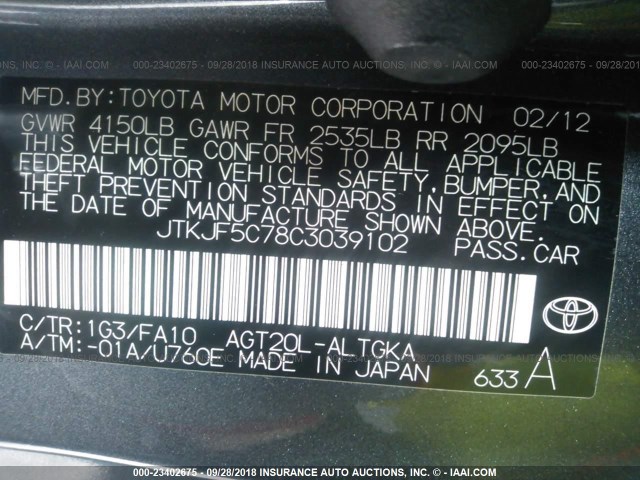 000-23402675 - 09/28/2018 - INSURANCE AUTO AUCTIONS, INC. - © - IAAI.COM
MFD.BY:TOYOTA MOTOR CORPORATION 02/12
GVWR 4150LB GAWR FR 2535LB RR 2095LB
THIS VEHICLE CONFORMS TO ALL APPLICABLE
FEDERAL MOTOR VEHICLE SAFETY,BUMPER,AND
THEFT PREVENTION STANDARDS IN EFFECT ON
THE DATE OF MANUFACTURE SHOWN ABOVE.
JTKJF5C78C3039102 PASS.CAR
C/TR:1G3/FA10 AGT20L-ALTGKA
A/TM:-01A/U760E MADE IN JAPAN 633A
000-23402675 - 09/28/2018 - INSURANCE AUTO AUCTIONS, INC. - © - IAAI.COM